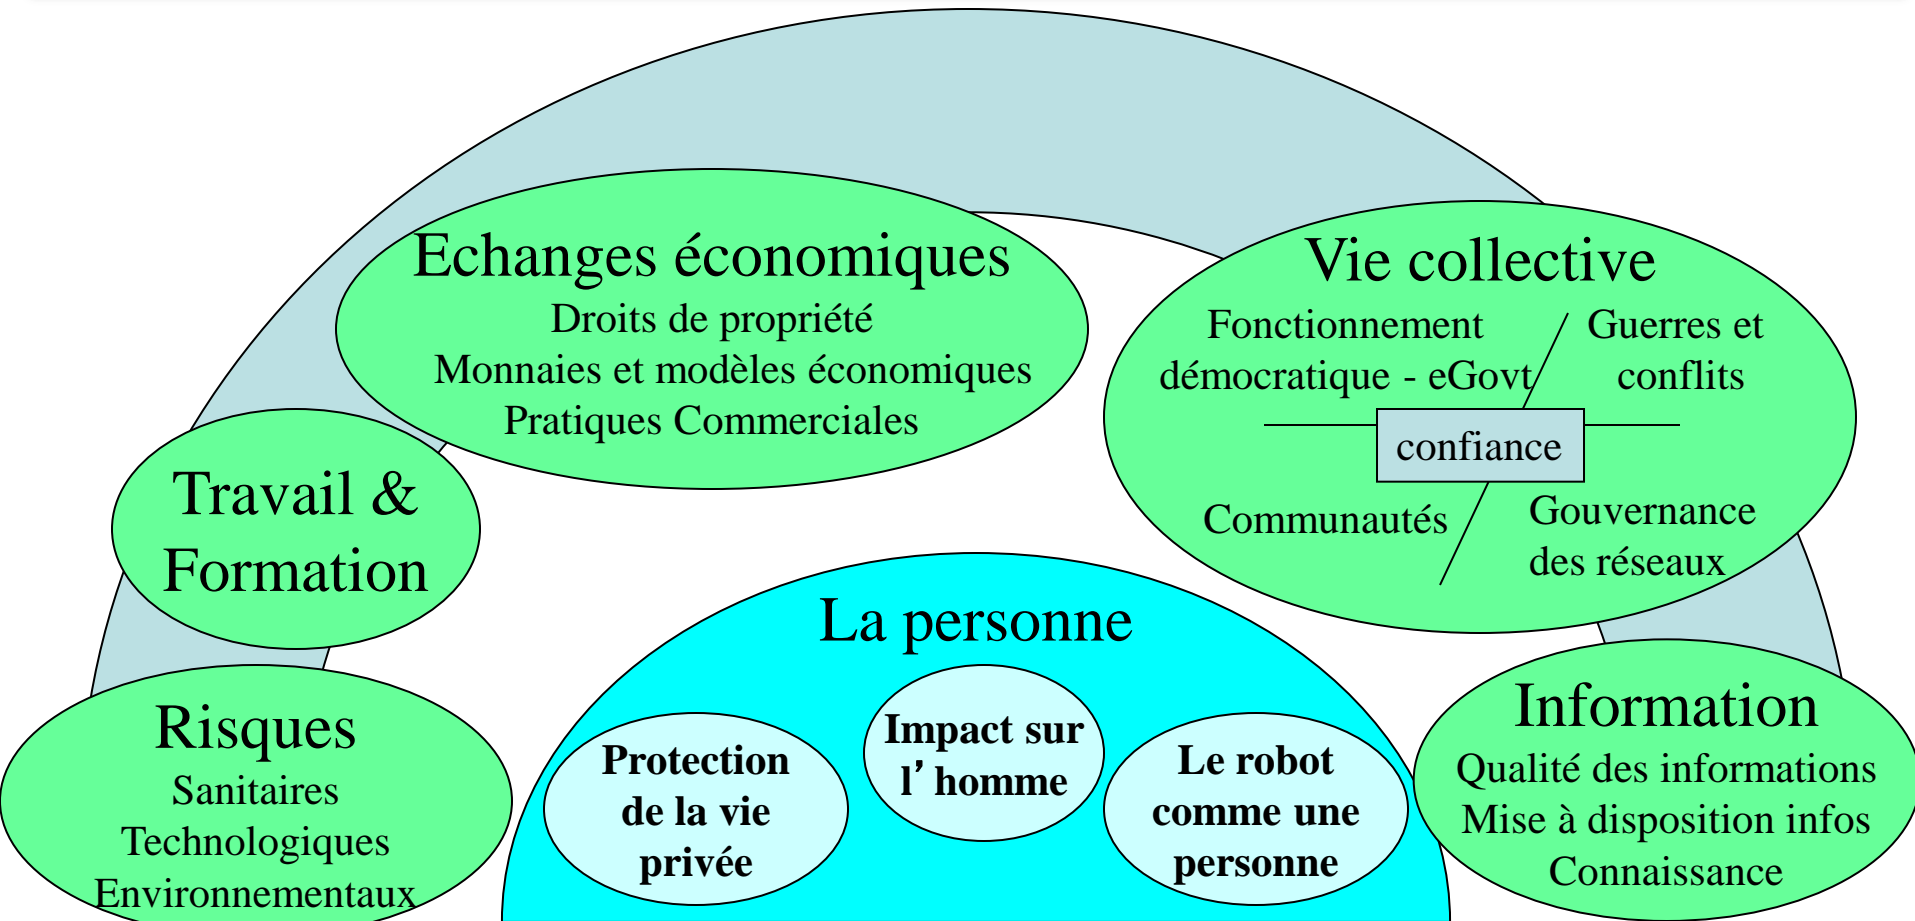 Echanges économiques
Droits de propriété
Monnaies et modèles économiques
Pratiques Commerciales
Vie collective
Fonctionnement
démocratique - eGovt
Guerres et
conflits
confiance
Communautés
Gouvernance
des réseaux
Travail &
Formation
La personne
Protection
de la vie
privée
Impact sur
l’ homme
Le robot
comme une
personne
Risques
Sanitaires
Technologiques
Environnementaux
Information
Qualité des informations
Mise à disposition infos
Connaissance